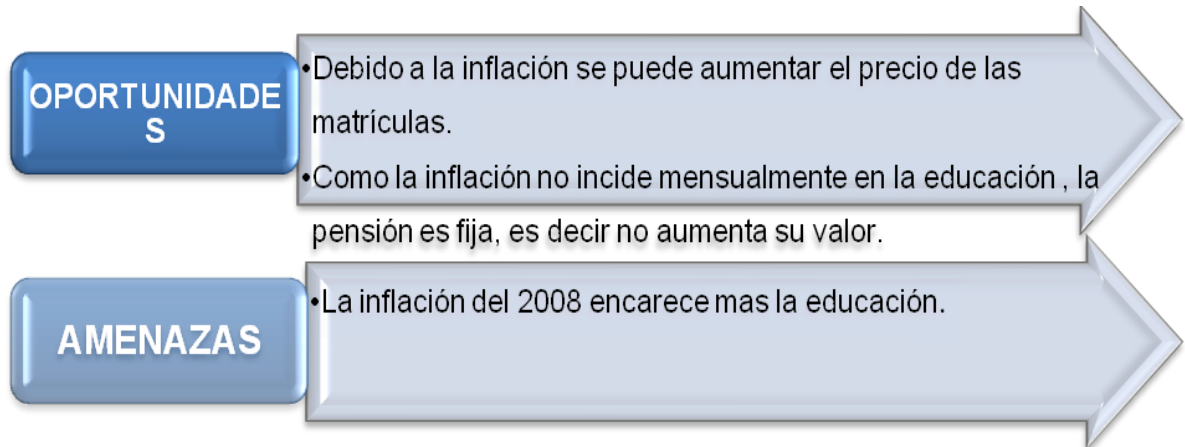 OPORTUNIDADE
S
•Debido a la inflación se puede aumentar el precio de las
matrículas.
•Como la inflación no incide mensualmente en la educación , la
pensión es fija, es decir no aumenta su valor.
AMENAZAS
•La inflación del 2008 encarece mas la educación.